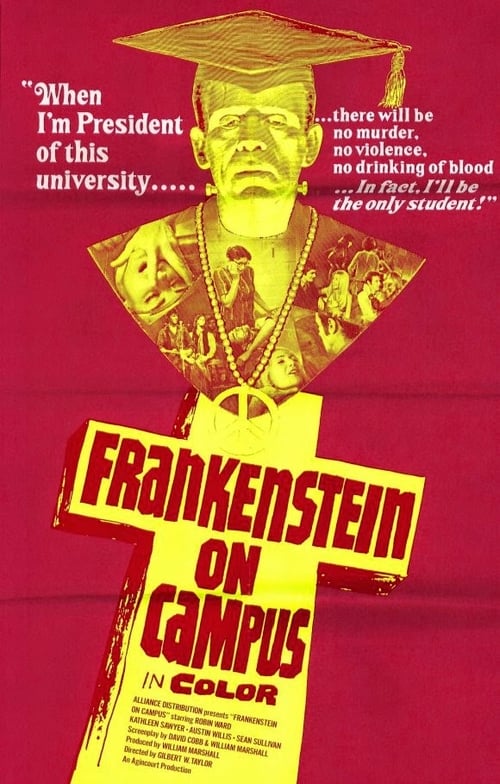 "When
I'm President
of this
university.....
...there will be
no murder,
no violence,
no drinking of blood
...In fact, I'll be
the only student!"
FRANKENSTEIN
ON
CAMPUS
IN COLOR
ALLIANCE DISTRIBUTION presents "FRANKENSTEIN
ON CAMPUS" starring ROBIN WARD
KATHLEEN SAWYER • AUSTIN WILLIS • SEAN SULLIVAN
Screenplay by DAVID COBB & WILLIAM MARSHALL
Produced by WILLIAM MARSHALL
Directed by GILBERT W. TAYLOR
An Agincourt Production